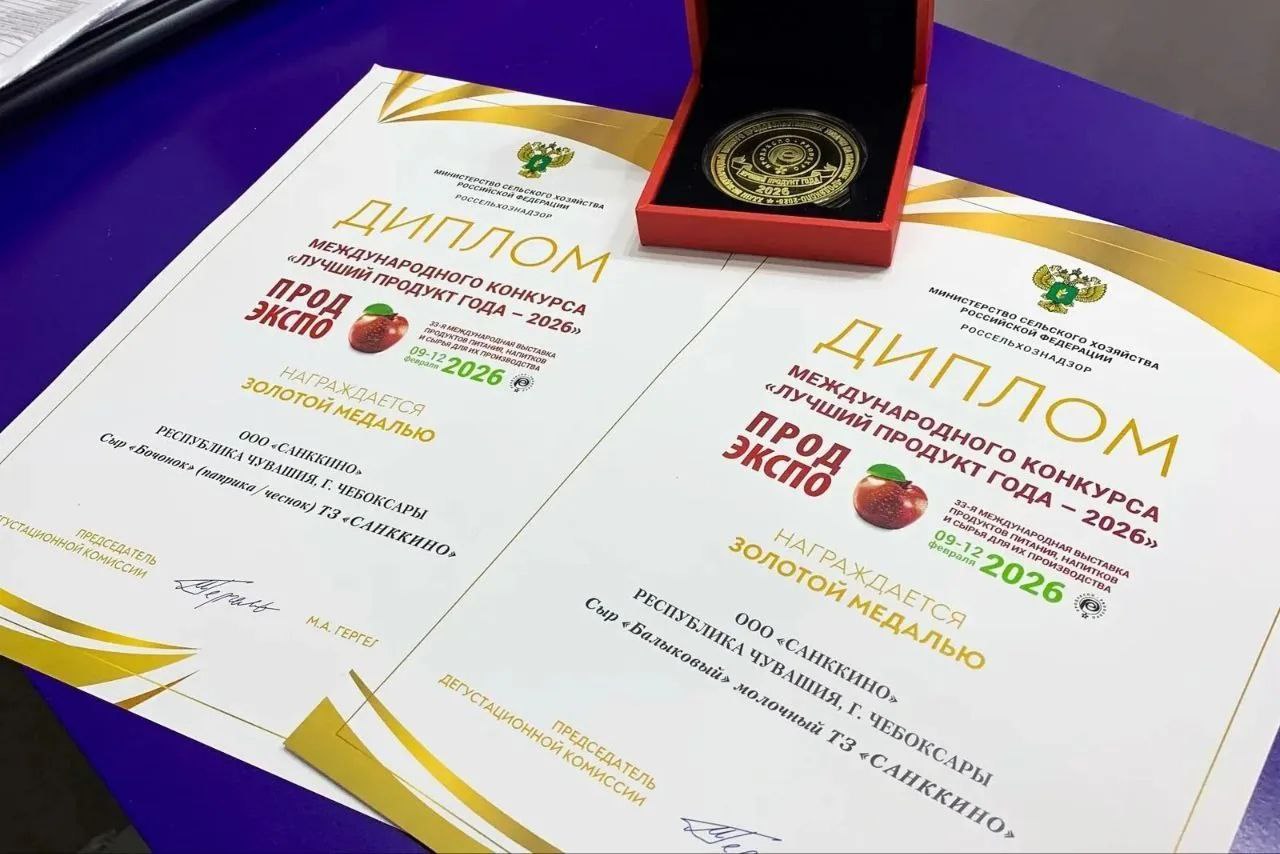 МИНИСТЕРСТВО СЕЛЬСКОГО ХОЗЯЙСТВА
РОССИЙСКОЙ ФЕДЕРАЦИИ
РОССЕЛЬХОЗНАДЗОР
ДИПЛОМ
МЕЖДУНАРОДНОГО КОНКУРСА
«ЛУЧШИЙ ПРОДУКТ ГОДА – 2026»
ПРОД
ЭКСПО
33-Я МЕЖДУНАРОДНАЯ ВЫСТАВКА
ПРОДУКТОВ ПИТАНИЯ, НАПИТКОВ
И СЫРЬЯ ДЛЯ ИХ ПРОИЗВОДСТВА
09-12
февраля 2026
НАГРАЖДАЕТСЯ
ЗОЛОТОЙ МЕДАЛЬЮ
ООО «САНККИНО»
РЕСПУБЛИКА ЧУВАШИЯ, Г. ЧЕБОКСАРЫ
Сыр «Бочонок» (паприка/чеснок) ТЗ «САНККИНО»
ПРЕДСЕДАТЕЛЬ
ДЕГУСТАЦИОННОЙ КОМИССИИ
М.А. ГЕРГЕЛ
ЛУЧШИЙ ПРОДУКТ ГОДА
2026
МИНИСТЕРСТВО СЕЛЬСКОГО ХОЗЯЙСТВА
РОССИЙСКОЙ ФЕДЕРАЦИИ
РОССЕЛЬХОЗНАДЗОР
ДИПЛОМ
МЕЖДУНАРОДНОГО КОНКУРСА
«ЛУЧШИЙ ПРОДУКТ ГОДА – 2026»
ПРОД
ЭКСПО
33-Я МЕЖДУНАРОДНАЯ ВЫСТАВКА
ПРОДУКТОВ ПИТАНИЯ, НАПИТКОВ
И СЫРЬЯ ДЛЯ ИХ ПРОИЗВОДСТВА
09-12
февраля 2026
НАГРАЖДАЕТСЯ
ЗОЛОТОЙ МЕДАЛЬЮ
ООО «САНККИНО»
РЕСПУБЛИКА ЧУВАШИЯ, Г. ЧЕБОКСАРЫ
Сыр «Балыковый» молочный ТЗ «САНККИНО»
ПРЕДСЕДАТЕЛЬ
ДЕГУСТАЦИОННОЙ КОМИССИИ